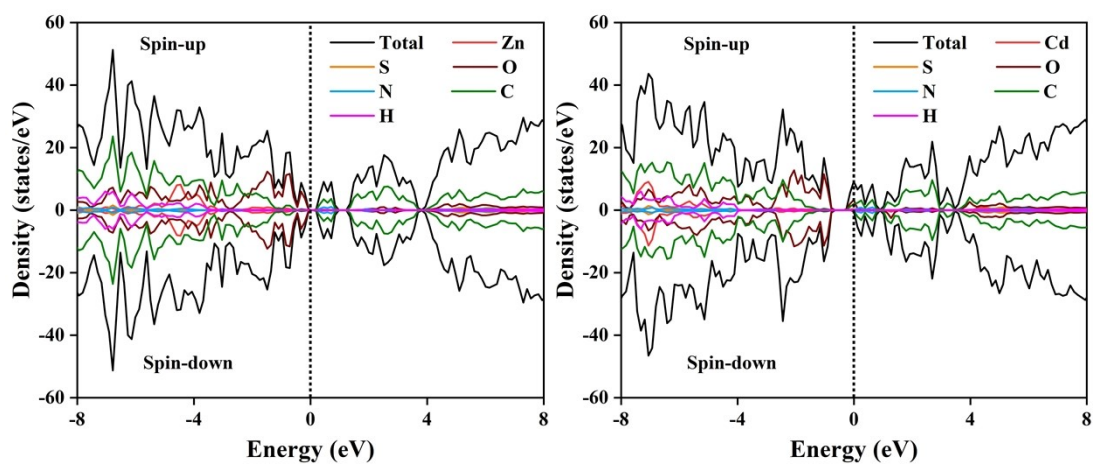 60
40
20
0
-20
-40
-60
Density (states/eV)
Spin-up
Spin-down
Total
Zn
S
O
N
C
H
-8
-4
0
4
8
Energy (eV)
60
40
20
0
-20
-40
-60
Density (states/eV)
Spin-up
Spin-down
Total
Cd
S
O
N
C
H
-8
-4
0
4
8
Energy (eV)